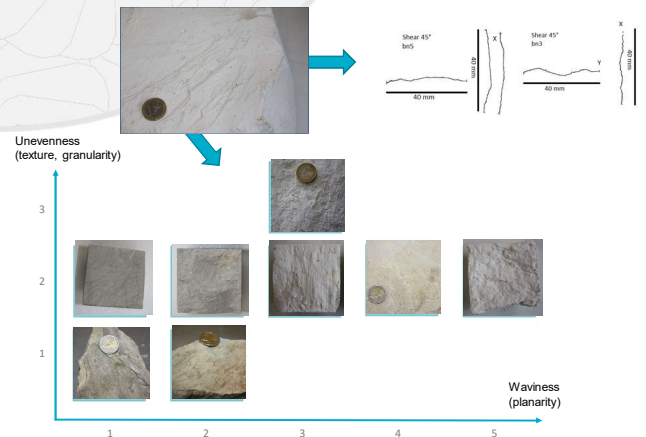 Shear 45°
bn5
X
40 mm
40 mm
Shear 45°
bn3
Y
40 mm
X
40 mm
Unevenness
(texture, granularity)
3
2
1
Waviness
(planarity)
1
2
3
4
5